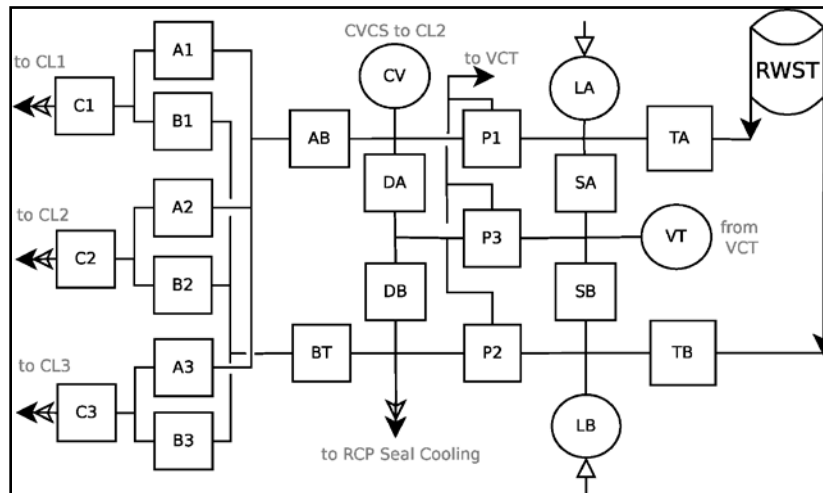 CVCS to CL2
to CL1
A1
to VCT
CV
LA
RWST
C1
B1
AB
P1
TA
DA
SA
A2
to CL2
C2
P3
VT
from
VCT
B2
DB
SB
to CL3
A3
BT
P2
TB
C3
B3
LB
to RCP Seal Cooling